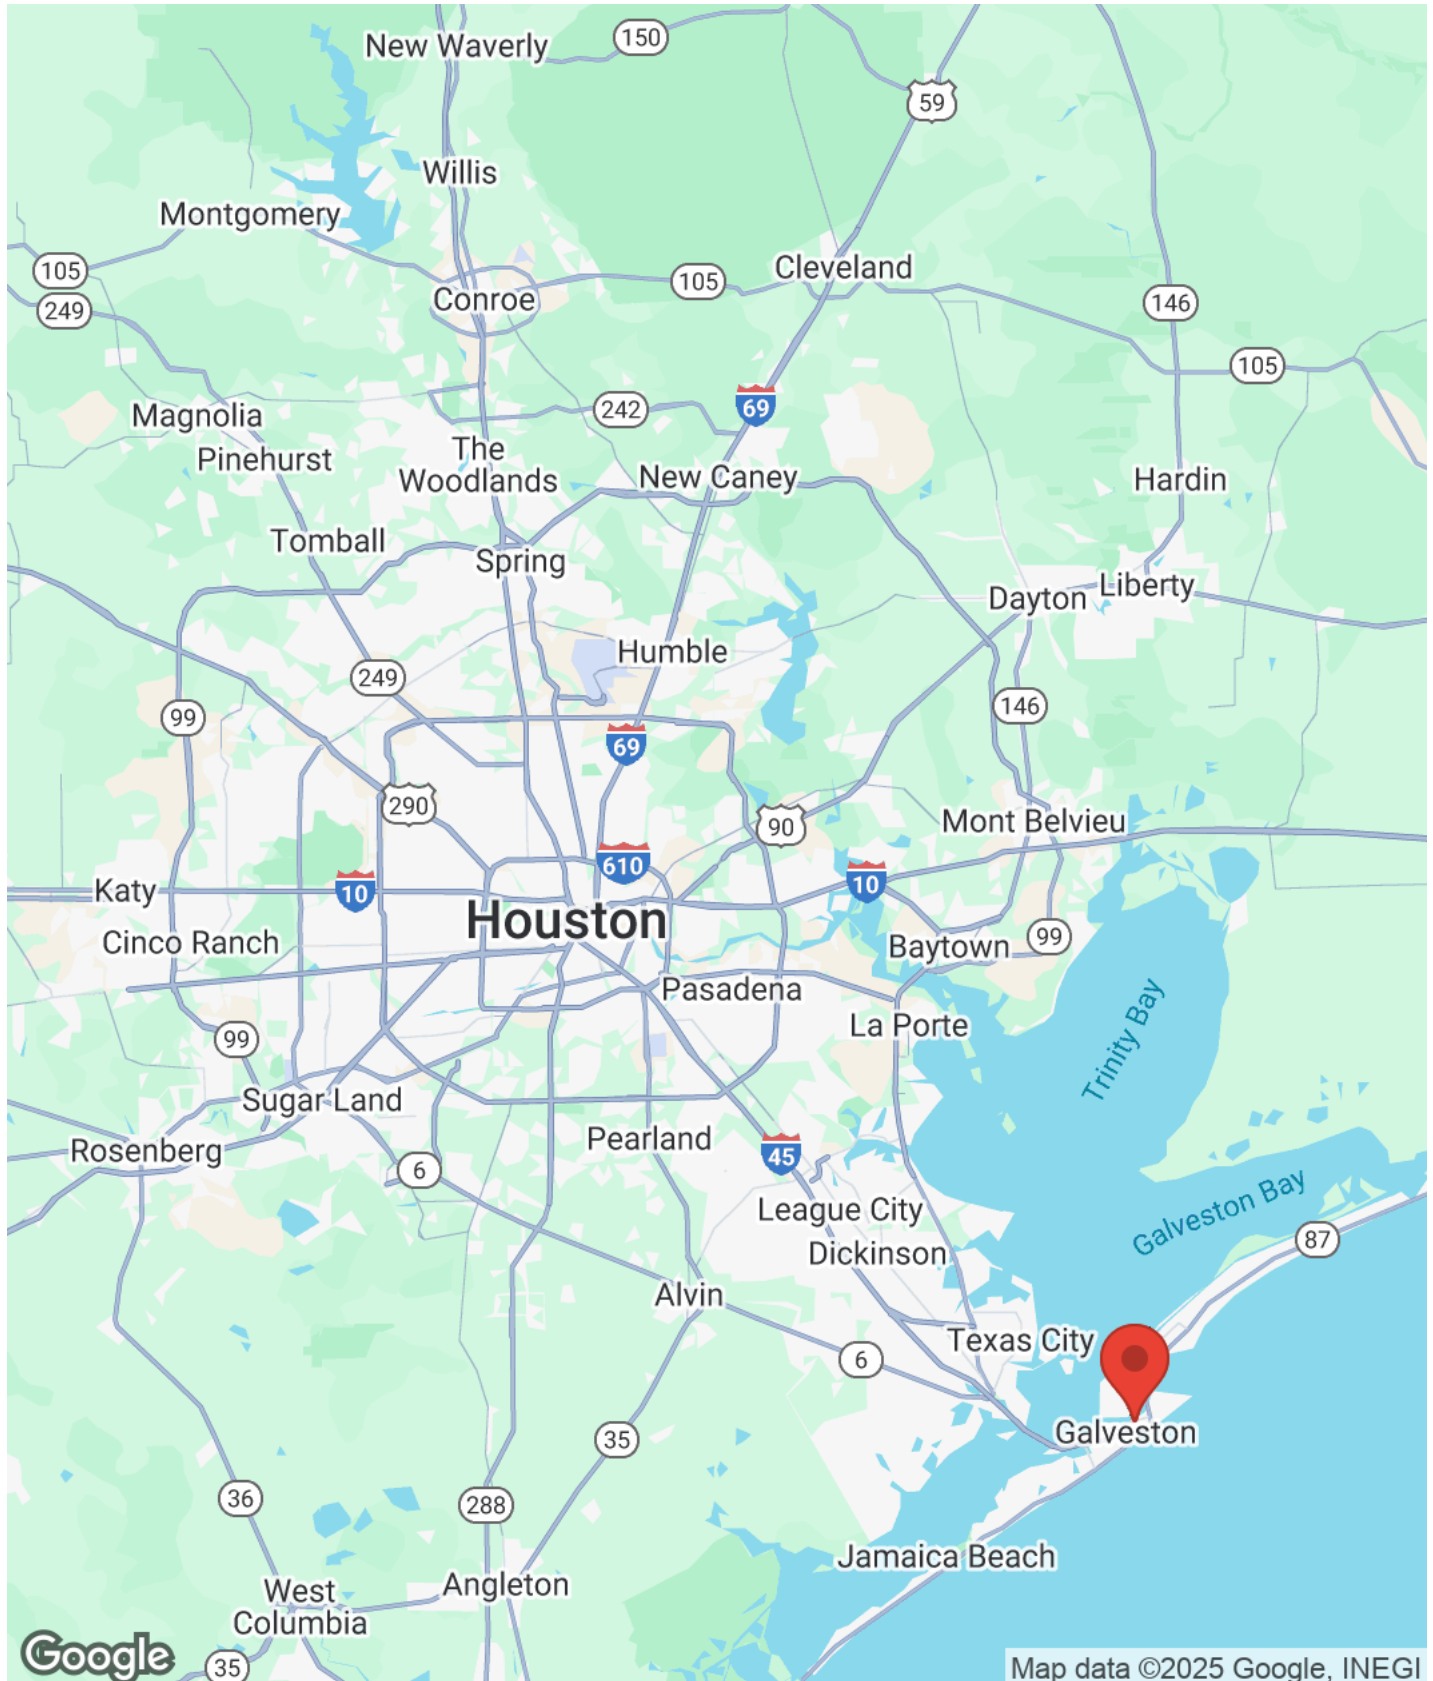 New Waverly
150
59
Willis
Montgomery
105
249
Conroe
105
Cleveland
146
105
Magnolia
Pinehurst
242
69
The
Woodlands
New Caney
Hardin
Tomball
Spring
Dayton
Liberty
Humble
249
99
69
146
290
90
Mont Belvieu
610
Katy
10
10
Houston
Cinco Ranch
Baytown
99
Pasadena
La Porte
Trinity Bay
99
Sugar Land
Rosenberg
Pearland
6
45
League City
Galveston Bay
Dickinson
87
Alvin
Texas City
6
Galveston
35
36
288
Jamaica Beach
Angleton
West
Columbia
35
Google
Map data ©2025 Google, INEGI